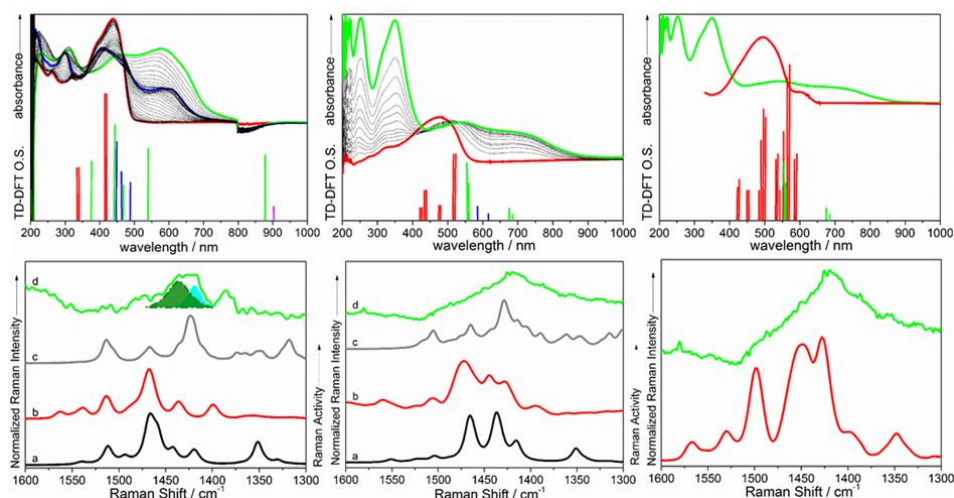 absorbance
TD-DFT O.S.
200 300 400 500 600 700 800 900 1000
wavelength / nm
absorbance
TD-DFT O.S.
200 300 400 500 600 700 800 900 1000
wavelength / nm
absorbance
TD-DFT O.S.
200 300 400 500 600 700 800 900 1000
wavelength / nm
Normalized Raman Intensity
d
c
b
a
1600 1550 1500 1450 1400 1350 1300
Raman Shift / cm⁻¹
Raman Activity
Normalized Raman Intensity
d
c
b
a
1600 1550 1500 1450 1400 1350 1300
Raman Shift / cm⁻¹
Raman Activity
Normalized Raman Intensity
1600 1550 1500 1450 1400 1350 1300
Raman Shift / cm⁻¹